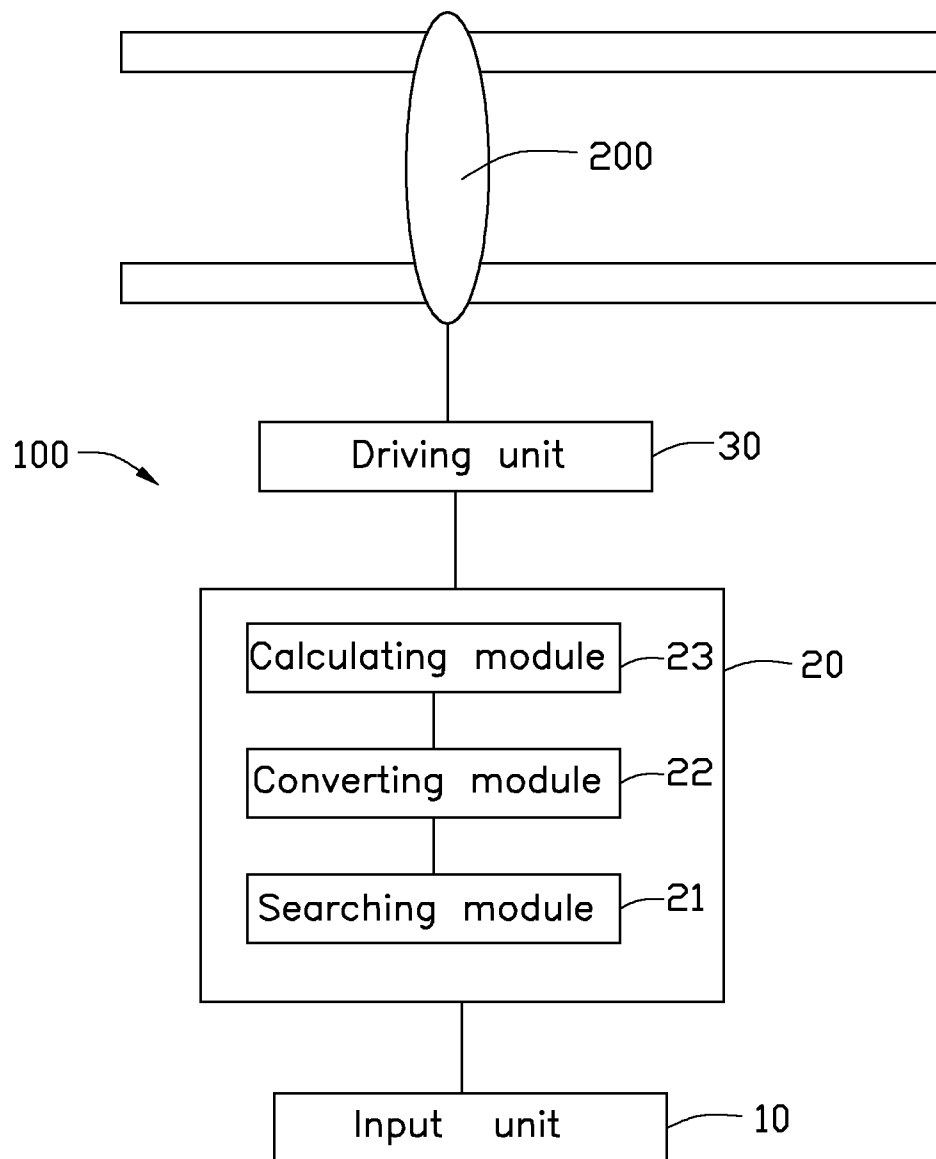 200
100
Driving unit
30
Calculating module
23
20
Converting module
22
Searching module
21
Input unit
10